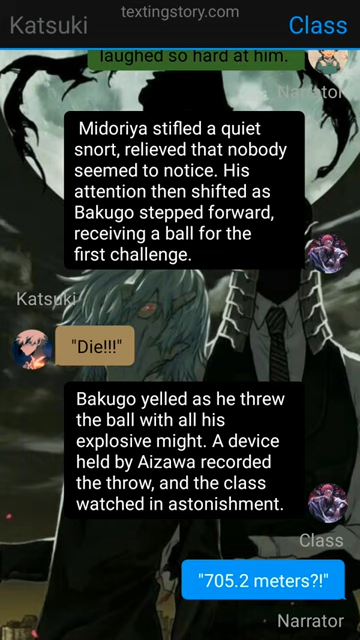 textingstory.com
Katsuki
Class
laughed so hard at him.
Narrator
Midoriya stifled a quiet
snort, relieved that nobody
seemed to notice. His
attention then shifted as
Bakugo stepped forward,
receiving a ball for the
first challenge.
Katsuki
"Die!!!"
Bakugo yelled as he threw
the ball with all his
explosive might. A device
held by Aizawa recorded
the throw, and the class
watched in astonishment.
Class
"705.2 meters?!"
Narrator